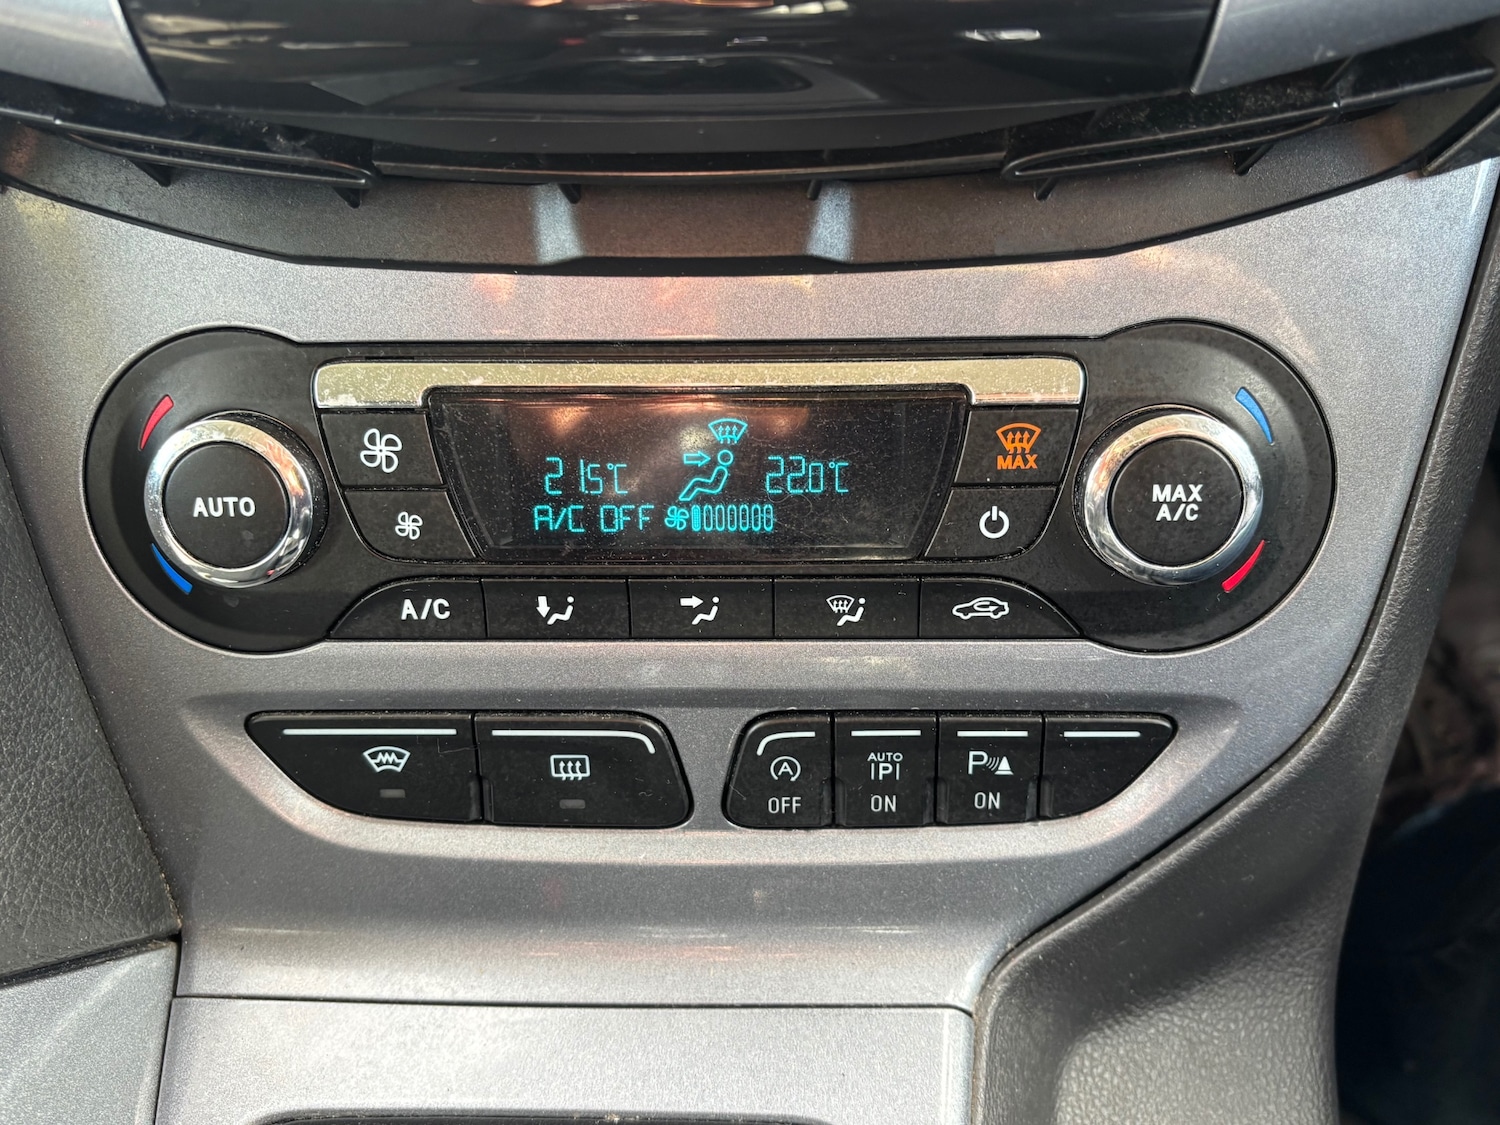 MAX
21.5°C 22.0°C
AUTO
MAX
A/C
A/C OFF
A/C
A
OFF
AUTO
P
ON
P
ON